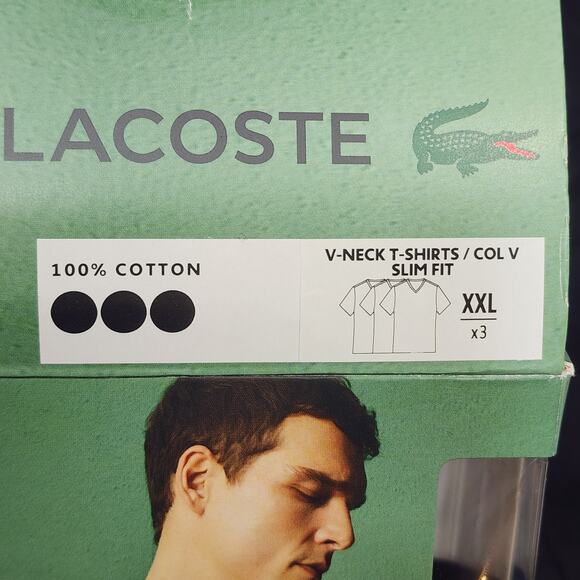 LACOSTE
100% COTTON
V-NECK T-SHIRTS / COL V
SLIM FIT
XXL
x3